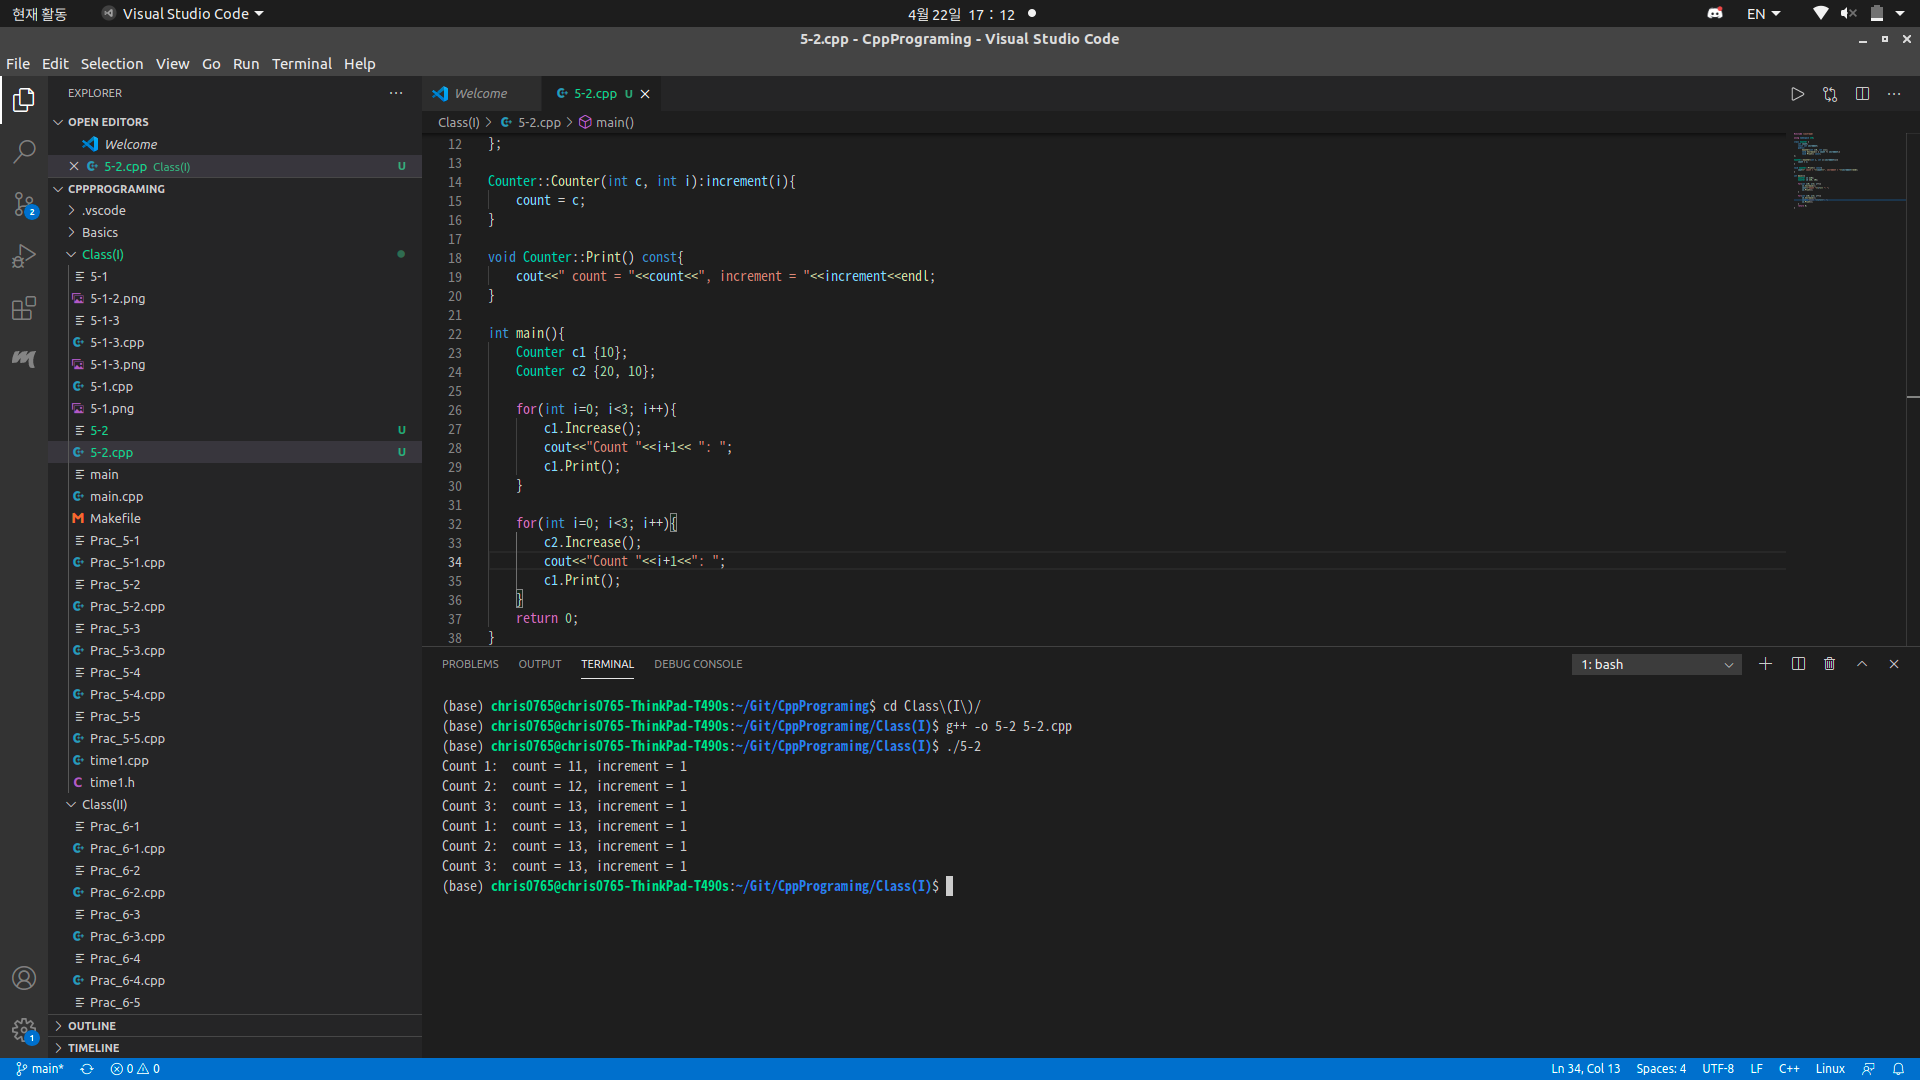 현재 활동 Visual Studio Code 4월 22일 17 : 12 EN
5-2.cpp - CppPrograming - Visual Studio Code
File Edit Selection View Go Run Terminal Help
EXPLORER
OPEN EDITORS
Welcome
5-2.cpp Class(I) U
CPPPROGRAMING
.vscode
Basics
Class(I)
5-1
5-1-2.png
5-1-3
5-1-3.cpp
5-1-3.png
5-1.cpp
5-1.png
5-2 U
5-2.cpp U
main
main.cpp
Makefile
Prac_5-1
Prac_5-1.cpp
Prac_5-2
Prac_5-2.cpp
Prac_5-3
Prac_5-3.cpp
Prac_5-4
Prac_5-4.cpp
Prac_5-5
Prac_5-5.cpp
time1.cpp
time1.h
Class(II)
Prac_6-1
Prac_6-1.cpp
Prac_6-2
Prac_6-2.cpp
Prac_6-3
Prac_6-3.cpp
Prac_6-4
Prac_6-4.cpp
Prac_6-5
OUTLINE
TIMELINE
2
1
Welcome 5-2.cpp U
Class(I) > 5-2.cpp > main()
12 };
13
14 Counter::Counter(int c, int i):increment(i){
15 count = c;
16 }
17
18 void Counter::Print() const{
19 cout<<" count = "<<count<<", increment = "<<increment<<endl;
20 }
21
22 int main(){
23 Counter c1 {10};
24 Counter c2 {20, 10};
25
26 for(int i=0; i<3; i++){
27 c1.Increase();
28 cout<<"Count "<<i+1<< ": ";
29 c1.Print();
30 }
31
32 for(int i=0; i<3; i++){
33 c2.Increase();
34 cout<<"Count "<<i+1<<": ";
35 c1.Print();
36 }
37 return 0;
38 }
PROBLEMS OUTPUT TERMINAL DEBUG CONSOLE 1: bash
(base) chris0765@chris0765-ThinkPad-T490s:~/Git/CppPrograming$ cd Class\(I\)/
(base) chris0765@chris0765-ThinkPad-T490s:~/Git/CppPrograming/Class(I)$ g++ -o 5-2 5-2.cpp
(base) chris0765@chris0765-ThinkPad-T490s:~/Git/CppPrograming/Class(I)$ ./5-2
Count 1:  count = 11, increment = 1
Count 2:  count = 12, increment = 1
Count 3:  count = 13, increment = 1
Count 1:  count = 13, increment = 1
Count 2:  count = 13, increment = 1
Count 3:  count = 13, increment = 1
(base) chris0765@chris0765-ThinkPad-T490s:~/Git/CppPrograming/Class(I)$
main* 0 0 Ln 34, Col 13 Spaces: 4 UTF-8 LF C++ Linux